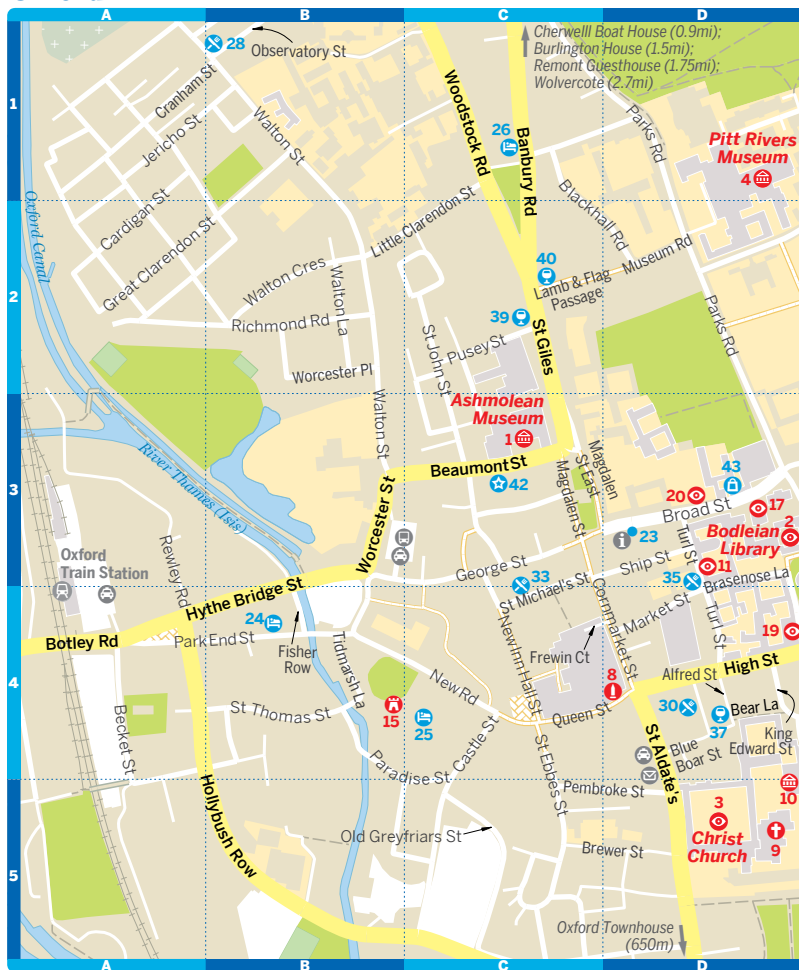 A
B
C
D
28
Observatory St
Cherwelll Boat House (0.9mi);
Burlington House (1.5mi);
Remont Guesthouse (1.75mi);
Wolvercote (2.7mi)
1
Cranham St
Jericho St
Walton St
Woodstock Rd
26
Banbury Rd
Parks Rd
Pitt Rivers
Museum
4
Oxford Canal
Cardigan St
Great Clarendon St
Little Clarendon St
Blackhall Rd
Museum Rd
2
Walton Cres
Walton La
Richmond Rd
Worcester Pl
40
Lamb & Flag
Passage
39
St Giles
Pusey St
St John St
Parks Rd
Walton St
Ashmolean
Museum
1
Beaumont St
42
Magdalen
St East
Magdalen St
3
River Thames (Isis)
Worcester St
43
20
Broad St
17
2
Bodleian
Library
23
Turl St
Ship St
11
Oxford
Train Station
Rewley Rd
George St
33
St Michael's St
35
Brasenose La
Hythe Bridge St
Cornmarket St
Market St
Turl St
19
24
Botley Rd
Park End St
Fisher
Row
Tidmarsh La
New Inn Hall St
Frewin Ct
High St
4
New Rd
8
Alfred St
St Thomas St
15
25
Castle St
Queen St
30
37
Bear La
King
Edward St
Becket St
Paradise St
St Ebbes St
St Aldate's
Blue
Boar St
Pembroke St
10
Hollybush Row
Old Greyfriars St
3
Christ
Church
9
Brewer St
5
Oxford Townhouse
(650m)
A
B
C
D